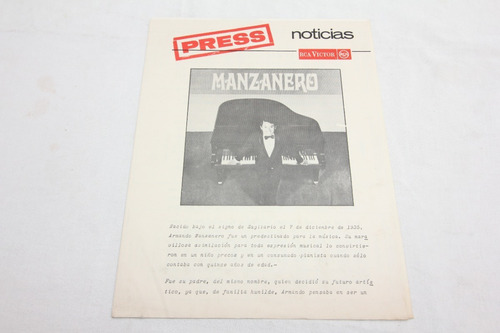 PRESS
noticias
RCA VICTOR
MANZANERO
Nacido bajo el signo de Sagitario el 7 de diciembre de 1935,
Armando Manzanero fue un predestinado para la música. Su mara
villosa asimilación para toda expresión musical lo convirtie-
ron en un niño precoz y en un consumado pianista cuando sólo
contaba con quince años de edad.-
Fue su padre, del mismo nombre, quien decidió su futuro artís
tico, ya que, de familia humilde, Armando pensaba en ser un